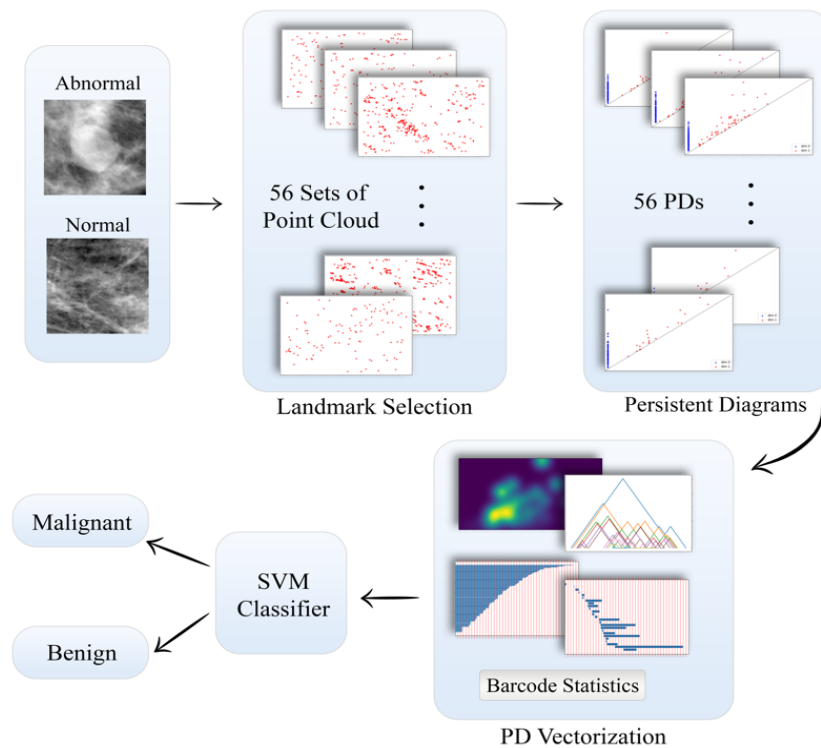 Abnormal
Normal
56 Sets of
Point Cloud
Landmark Selection
56 PDs
Persistent Diagrams
Malignant
Benign
SVM
Classifier
Barcode Statistics
PD Vectorization